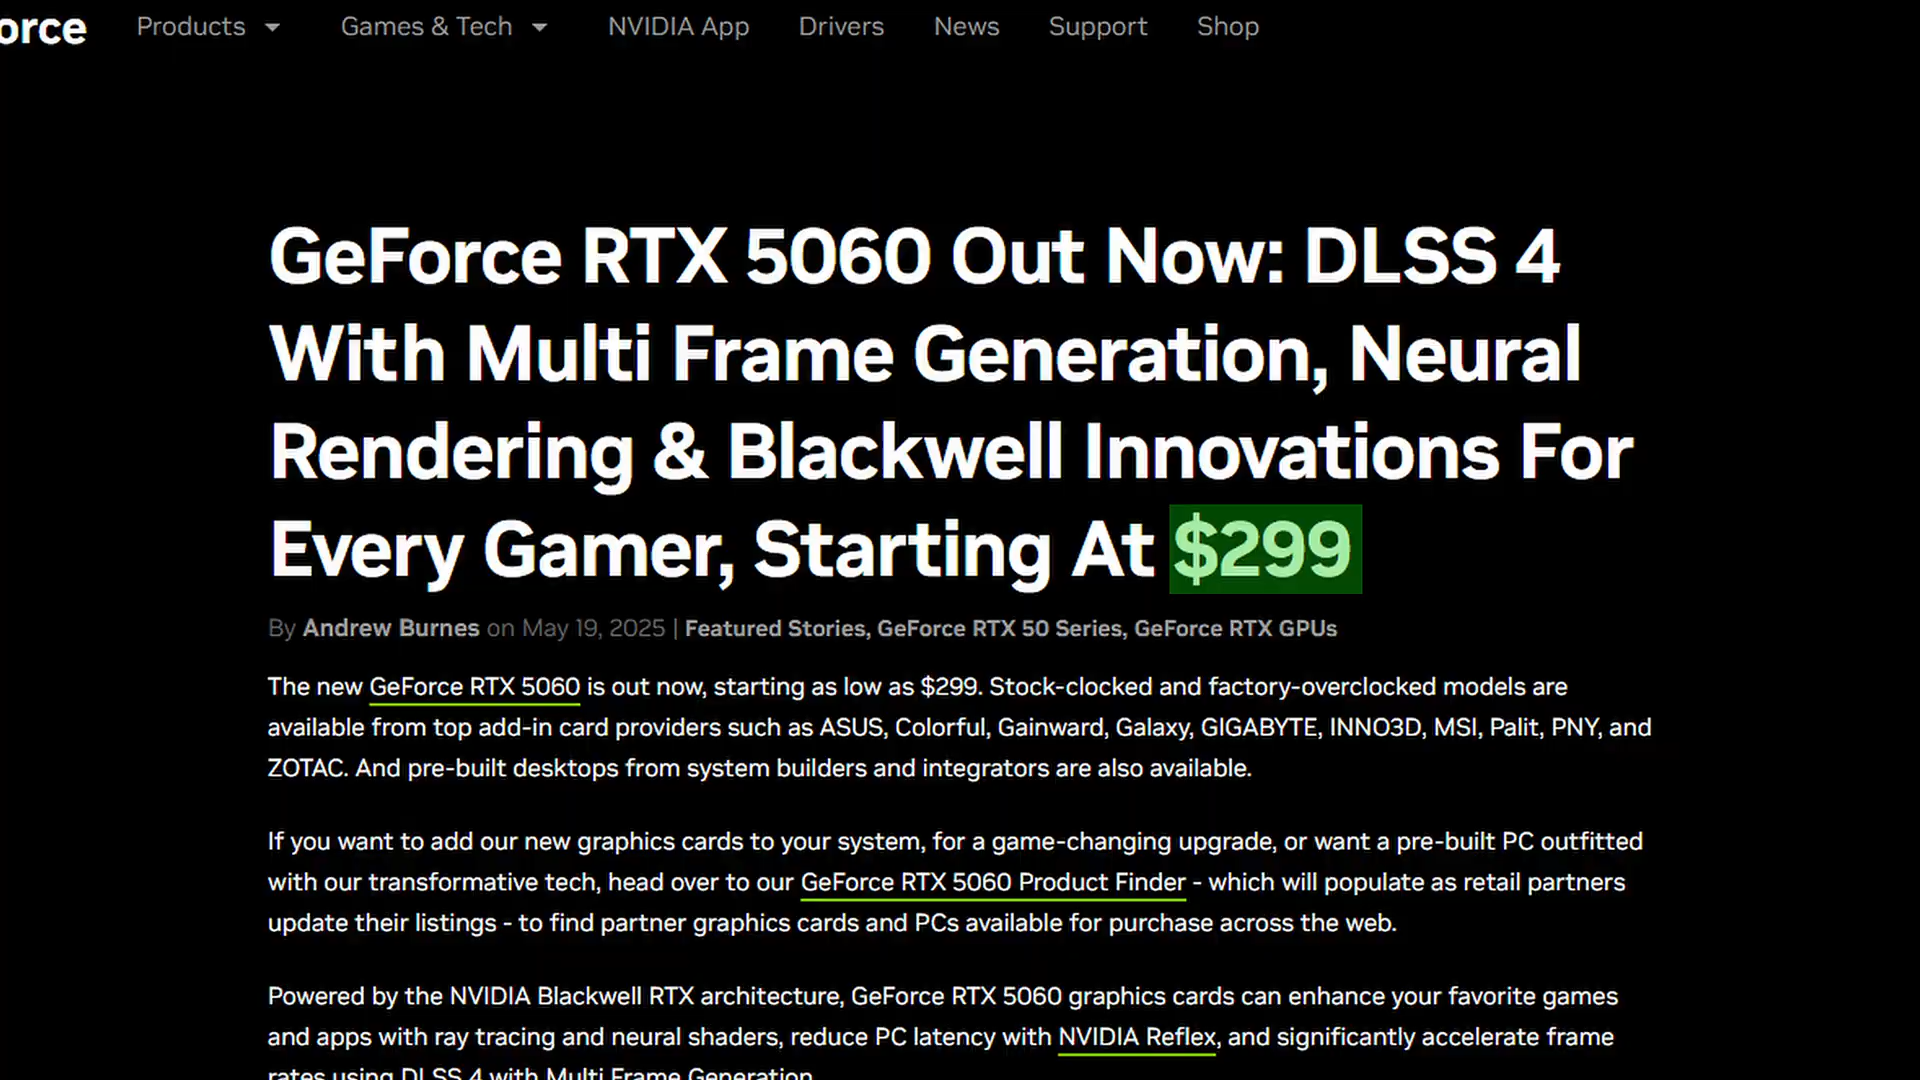 orce Products Games & Tech NVIDIA App Drivers News Support Shop
GeForce RTX 5060 Out Now: DLSS 4
With Multi Frame Generation, Neural
Rendering & Blackwell Innovations For
Every Gamer, Starting At $299
By Andrew Burnes on May 19, 2025 | Featured Stories, GeForce RTX 50 Series, GeForce RTX GPUs
The new GeForce RTX 5060 is out now, starting as low as $299. Stock-clocked and factory-overclocked models are
available from top add-in card providers such as ASUS, Colorful, Gainward, Galaxy, GIGABYTE, INNO3D, MSI, Palit, PNY, and
ZOTAC. And pre-built desktops from system builders and integrators are also available.
If you want to add our new graphics cards to your system, for a game-changing upgrade, or want a pre-built PC outfitted
with our transformative tech, head over to our GeForce RTX 5060 Product Finder - which will populate as retail partners
update their listings - to find partner graphics cards and PCs available for purchase across the web.
Powered by the NVIDIA Blackwell RTX architecture, GeForce RTX 5060 graphics cards can enhance your favorite games
and apps with ray tracing and neural shaders, reduce PC latency with NVIDIA Reflex, and significantly accelerate frame
rates using DLSS 4 with Multi Frame Generation.